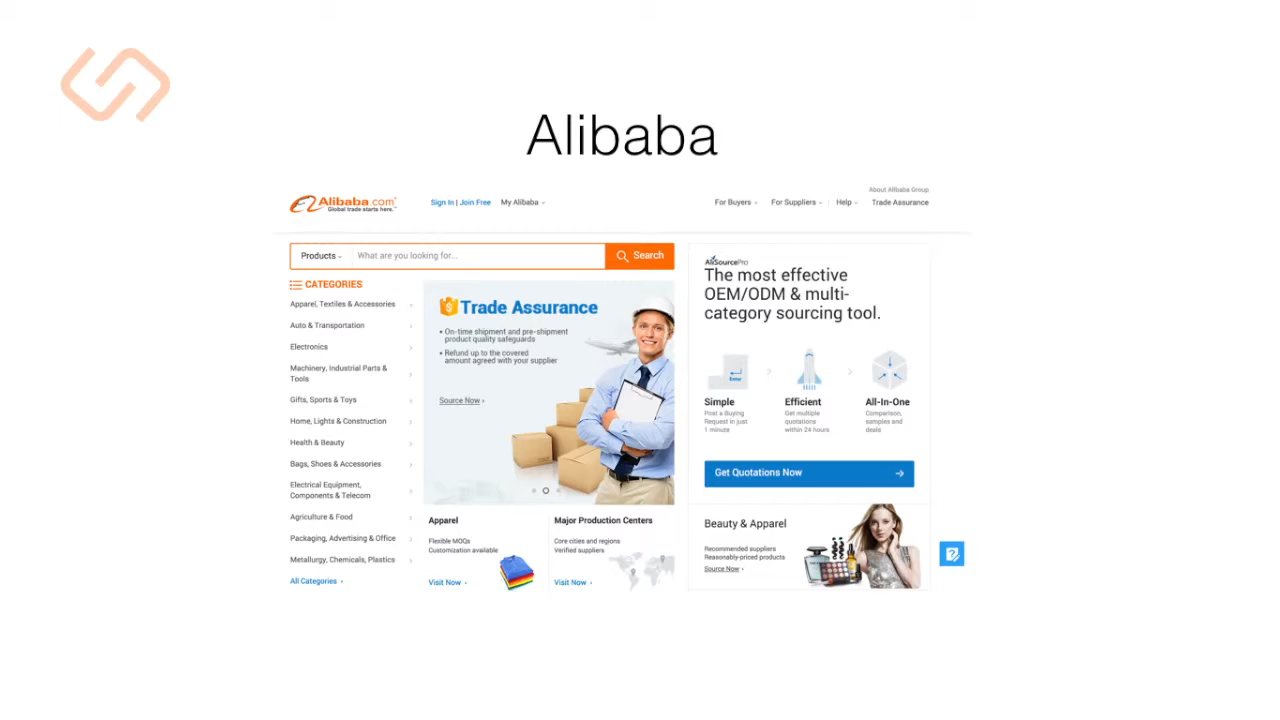 Alibaba
About Alibaba Group
Alibaba.com
Global trade starts here.
Sign In | Join Free
My Alibaba
For Buyers
For Suppliers
Help
Trade Assurance
Products
What are you looking for...
Search
CATEGORIES
Apparel, Textiles & Accessories
Auto & Transportation
Electronics
Machinery, Industrial Parts &
Tools
Gifts, Sports & Toys
Home, Lights & Construction
Health & Beauty
Bags, Shoes & Accessories
Electrical Equipment,
Components & Telecom
Agriculture & Food
Packaging, Advertising & Office
Metallurgy, Chemicals, Plastics
All Categories
Trade Assurance
• On-time shipment and pre-shipment
product quality safeguards
• Refund up to the covered
amount agreed with your supplier
Source Now
Apparel
Flexible MOQs
Customization available
Visit Now
Major Production Centers
Core cities and regions
Verified suppliers
Visit Now
AliSourcePro
The most effective
OEM/ODM & multi-
category sourcing tool.
Enter
Simple
Post a Buying
Request in just
1 minute
Efficient
Get multiple
quotations
within 24 hours
All-In-One
Comparison,
samples and
deals
Get Quotations Now
Beauty & Apparel
Recommended suppliers
Reasonably-priced products
Source Now